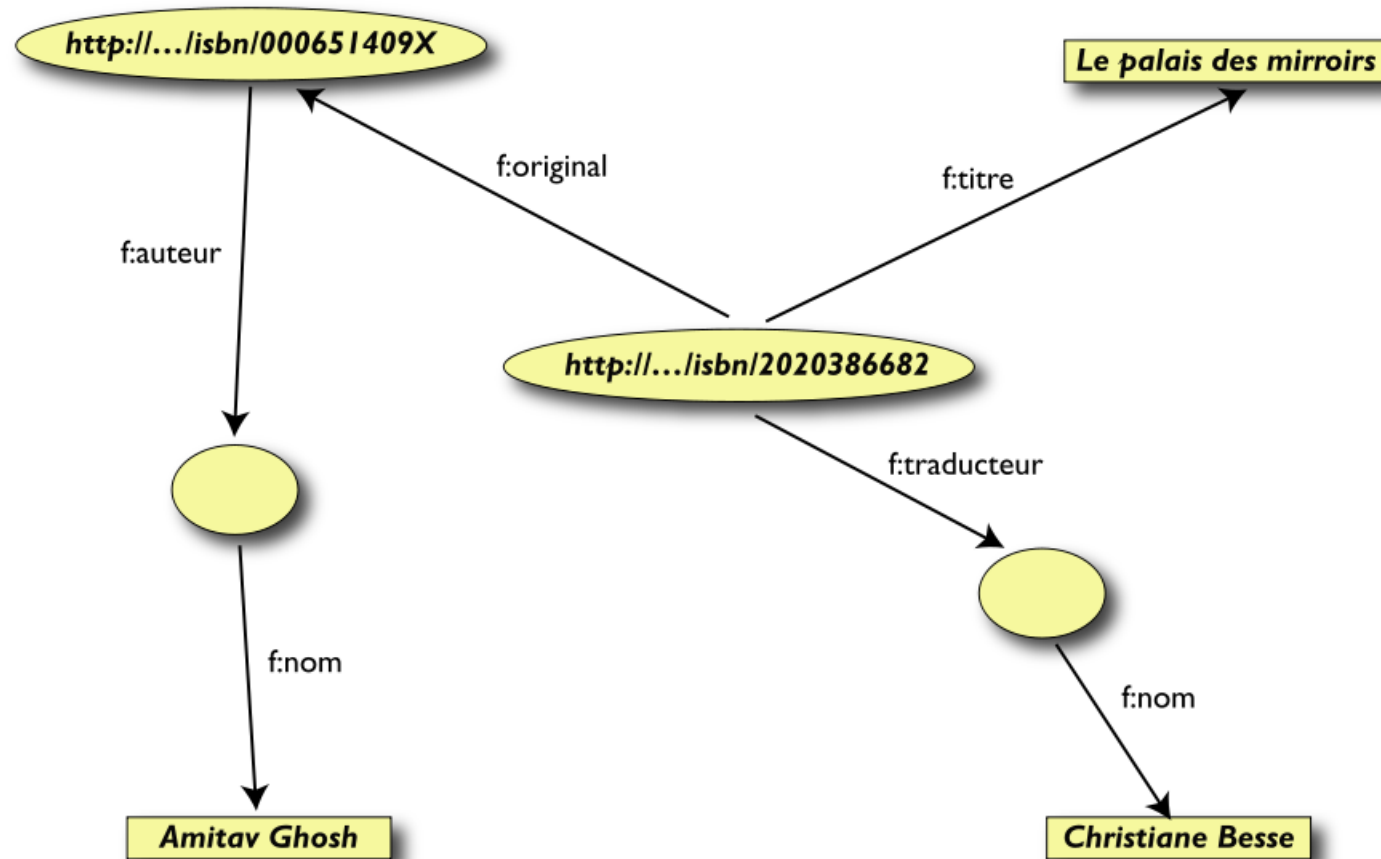 http://…/isbn/000651409X
Le palais des mirroirs
f:original
f:titre
f:auteur
http://…/isbn/2020386682
f:traducteur
f:nom
f:nom
Amitav Ghosh
Christiane Besse